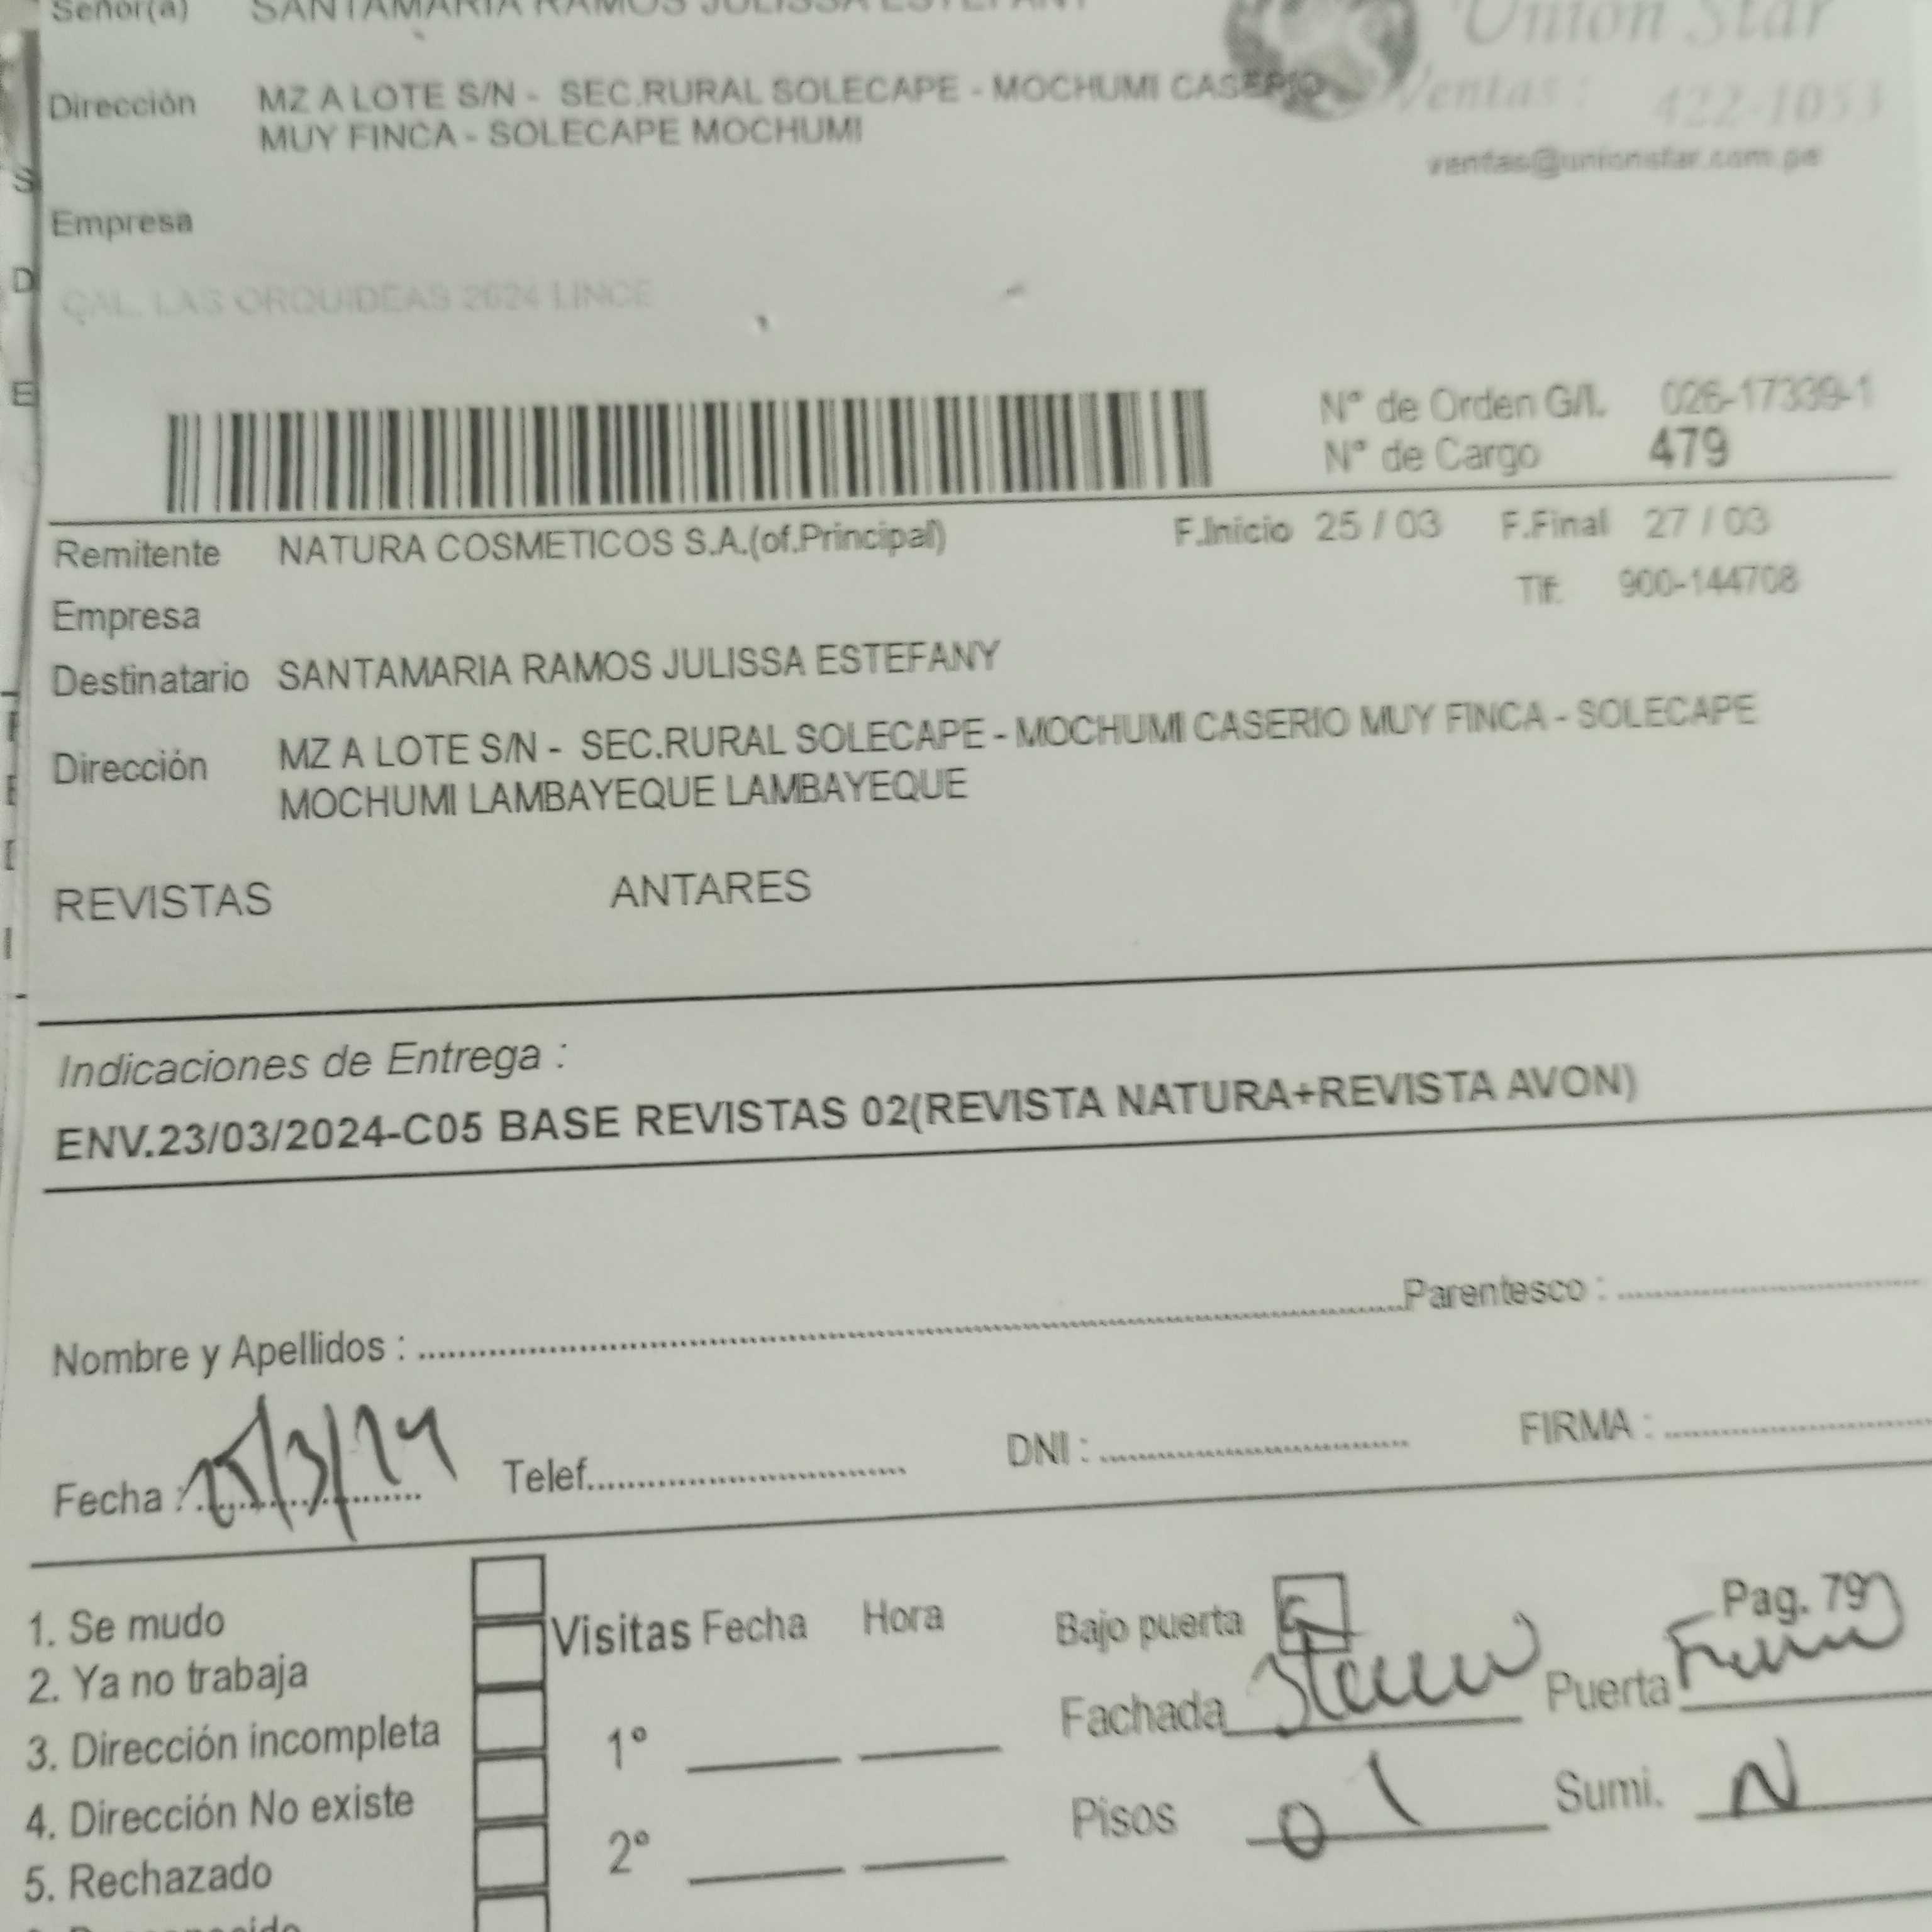 Señor(a) SANTAMARIA RAMOS JULISSA ESTEFANY
Union Star
Dirección MZ A LOTE S/N - SEC.RURAL SOLECAPE - MOCHUMI CASERIO
MUY FINCA - SOLECAPE MOCHUMI
Ventas : 422-1053
ventas@unionstar.com.pe
S
Empresa
D
CAL. LAS ORQUIDEAS 2624 LINCE
E
N° de Orden G/L 026-17339-1
N° de Cargo 479
Remitente NATURA COSMETICOS S.A.(of.Principal) F.Inicio 25 / 03 F.Final 27 / 03
Empresa Tlf. 900-144708
Destinatario SANTAMARIA RAMOS JULISSA ESTEFANY
Dirección MZ A LOTE S/N - SEC.RURAL SOLECAPE - MOCHUMI CASERIO MUY FINCA - SOLECAPE
MOCHUMI LAMBAYEQUE LAMBAYEQUE
REVISTAS ANTARES
Indicaciones de Entrega :
ENV.23/03/2024-C05 BASE REVISTAS 02(REVISTA NATURA+REVISTA AVON)
Nombre y Apellidos : Parentesco :
Fecha : 25/3/24 Telef. DNI : FIRMA :
1. Se mudo
2. Ya no trabaja
3. Dirección incompleta
4. Dirección No existe
5. Rechazado
Visitas Fecha Hora
1°
2°
Bajo puerta Pag. 79
Fachada Puerta
Pisos 01 Sumi. N